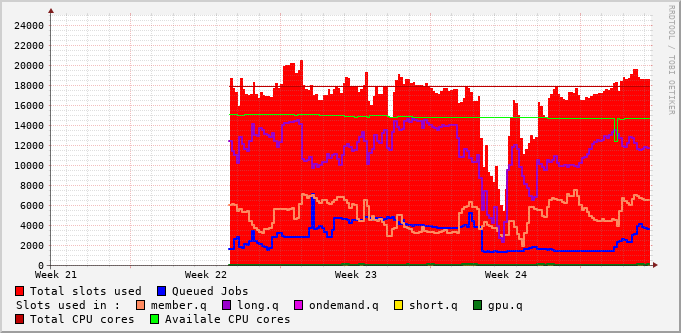 24000
22000
20000
18000
16000
14000
12000
10000
8000
6000
4000
2000
0
Week 21 Week 22 Week 23 Week 24
Total slots used Queued Jobs
Slots used in : member.q long.q ondemand.q short.q gpu.q
Total CPU cores Availale CPU cores
RRDTOOL / TOBI OETIKER